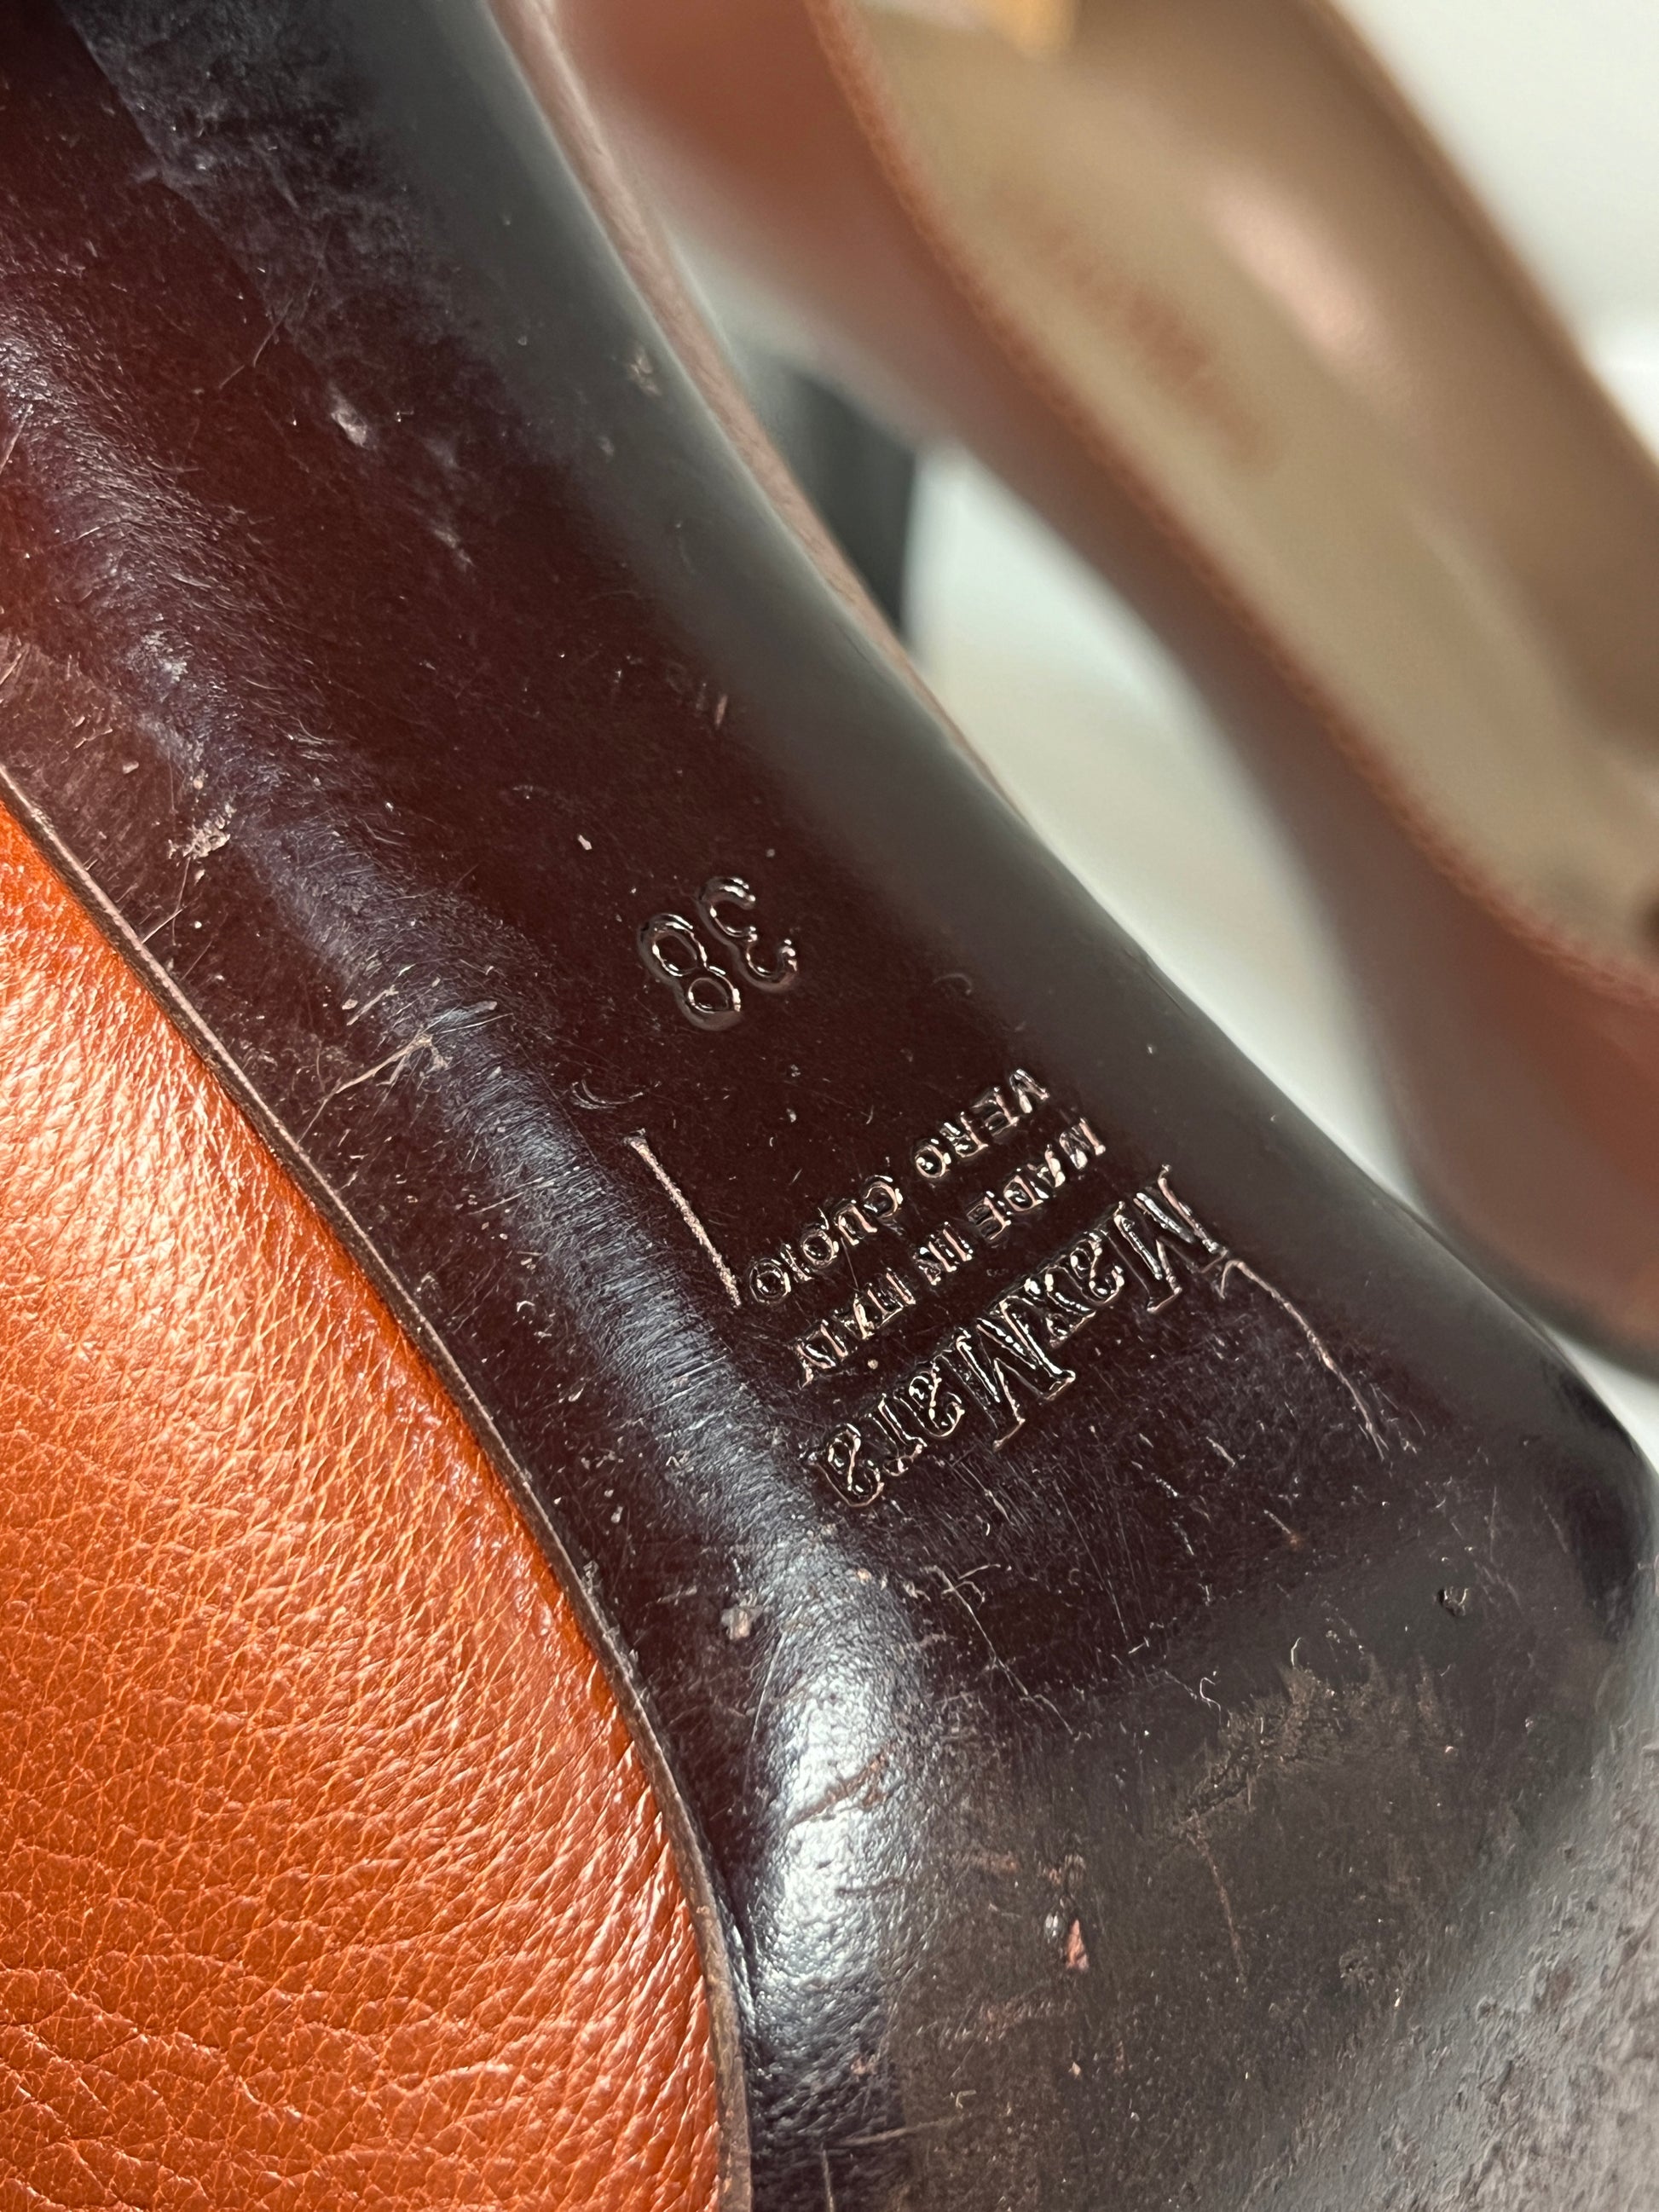 MaxMara
MADE IN ITALY
VERO CUOIO
38